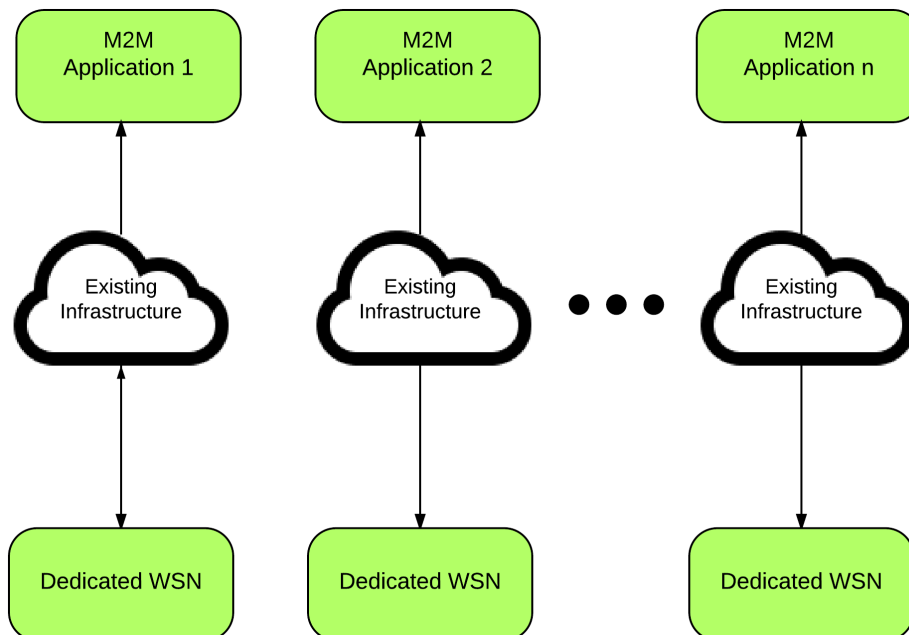 M2M
Application 1
M2M
Application 2
M2M
Application n
Existing
Infrastructure
Existing
Infrastructure
Existing
Infrastructure
Dedicated WSN
Dedicated WSN
Dedicated WSN